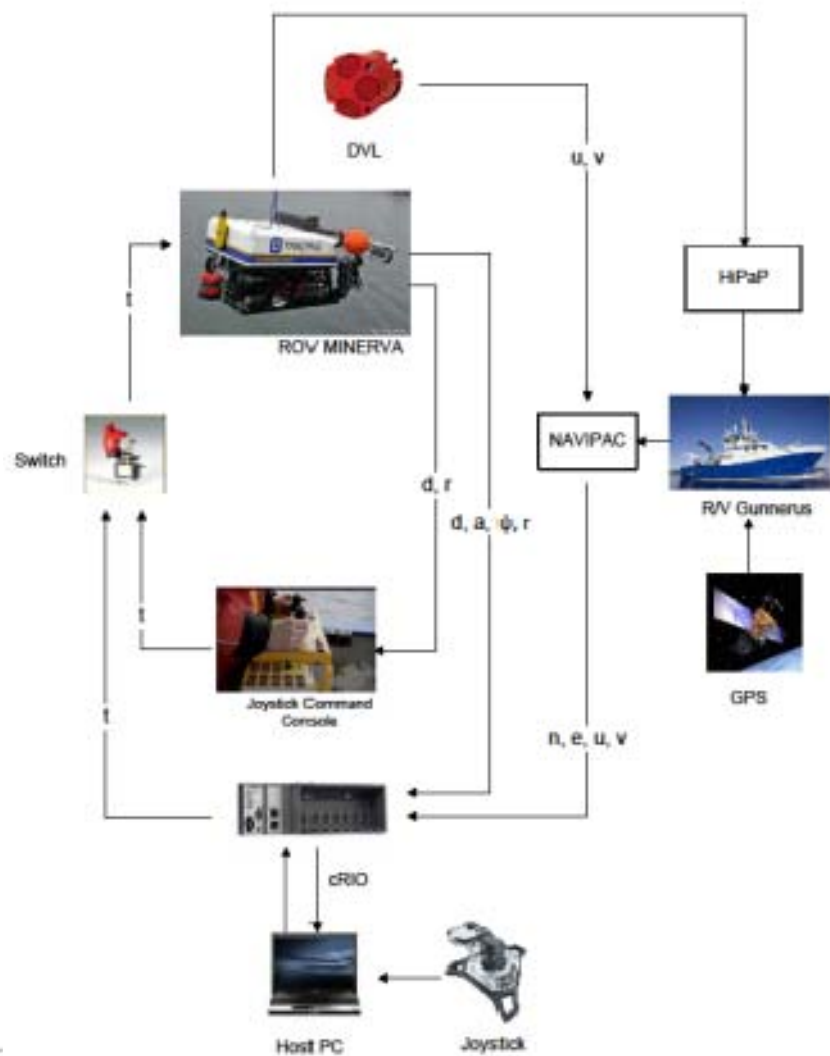 DVL
u, v
HiPaP
ROV MINERVA
t
NAVIPAC
Switch
R/V Gunnerus
d, r
d, a, ψ, r
t
GPS
Joystick Command
Console
t
n, e, u, v
cRIO
Host PC
Joystick